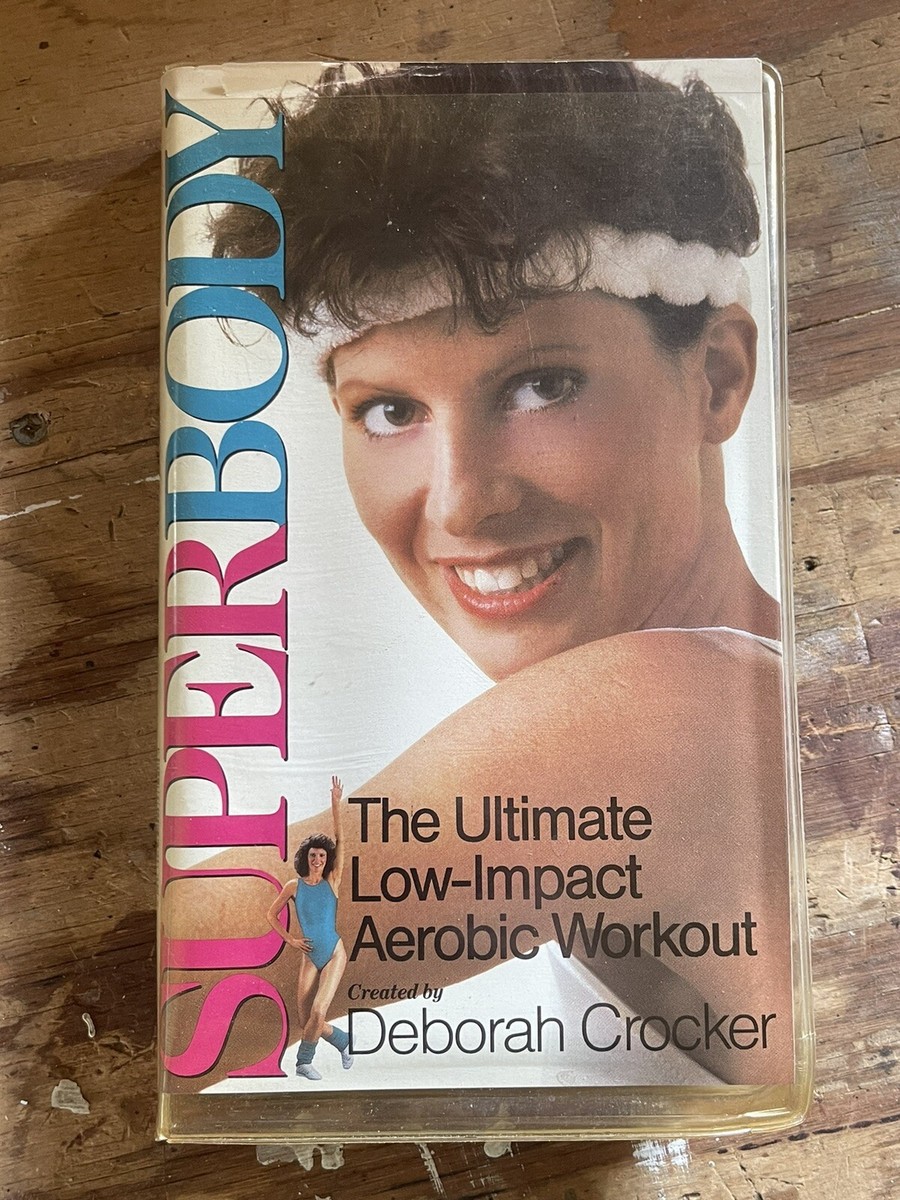 SUPERBODY
The Ultimate
Low-Impact
Aerobic Workout
Created by
Deborah Crocker